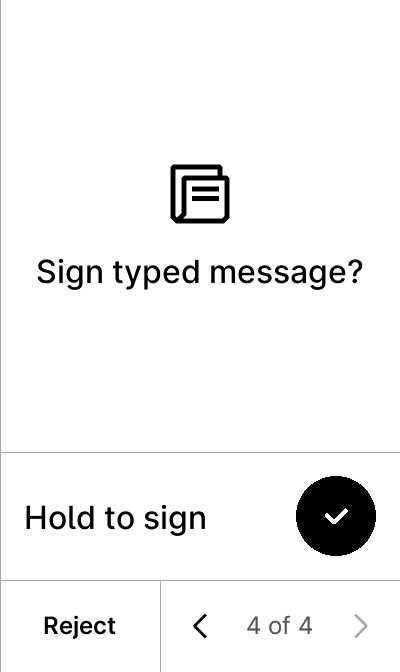 Sign typed message?
Hold to sign
Reject
4 of 4